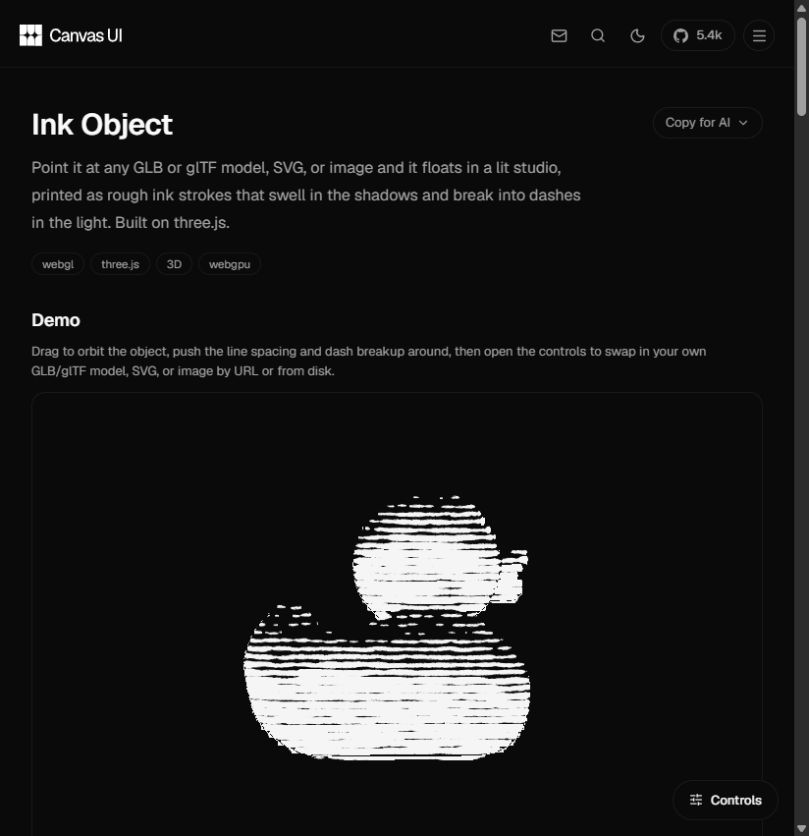 Canvas UI
5.4k
Ink Object
Copy for AI
Point it at any GLB or glTF model, SVG, or image and it floats in a lit studio,
printed as rough ink strokes that swell in the shadows and break into dashes
in the light. Built on three.js.
webgl
three.js
3D
webgpu
Demo
Drag to orbit the object, push the line spacing and dash breakup around, then open the controls to swap in your own
GLB/glTF model, SVG, or image by URL or from disk.
Controls